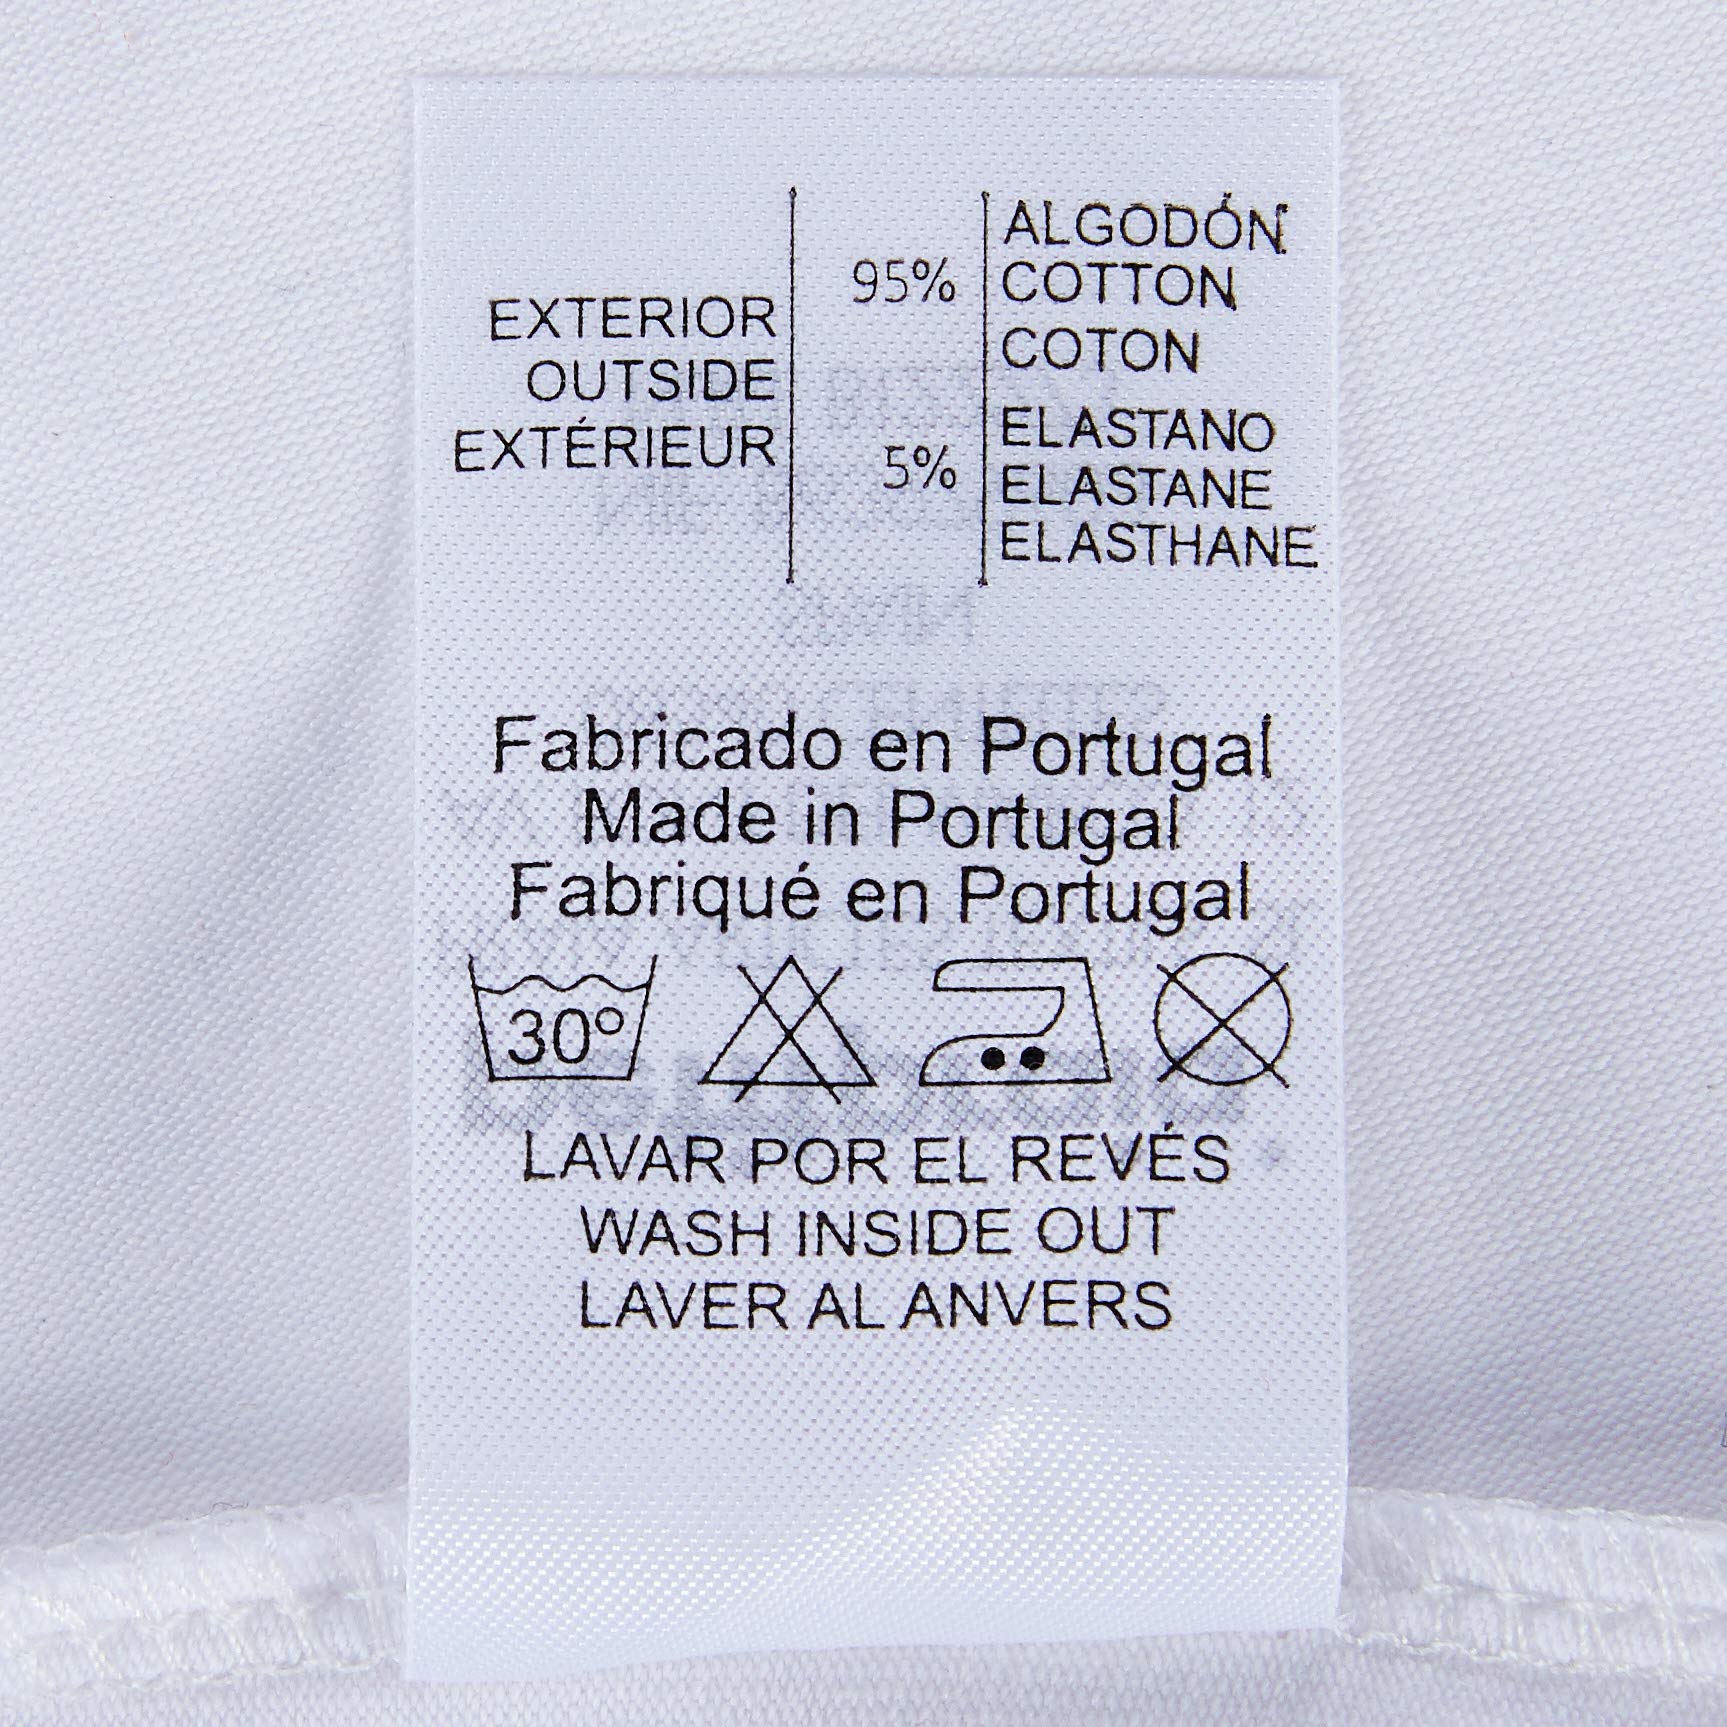 EXTERIOR
OUTSIDE
EXTÉRIEUR
95%
ALGODÓN
COTTON
COTON
5%
ELASTANO
ELASTANE
ELASTHANE
Fabricado en Portugal
Made in Portugal
Fabriqué en Portugal
30°
LAVAR POR EL REVÉS
WASH INSIDE OUT
LAVER AL ANVERS